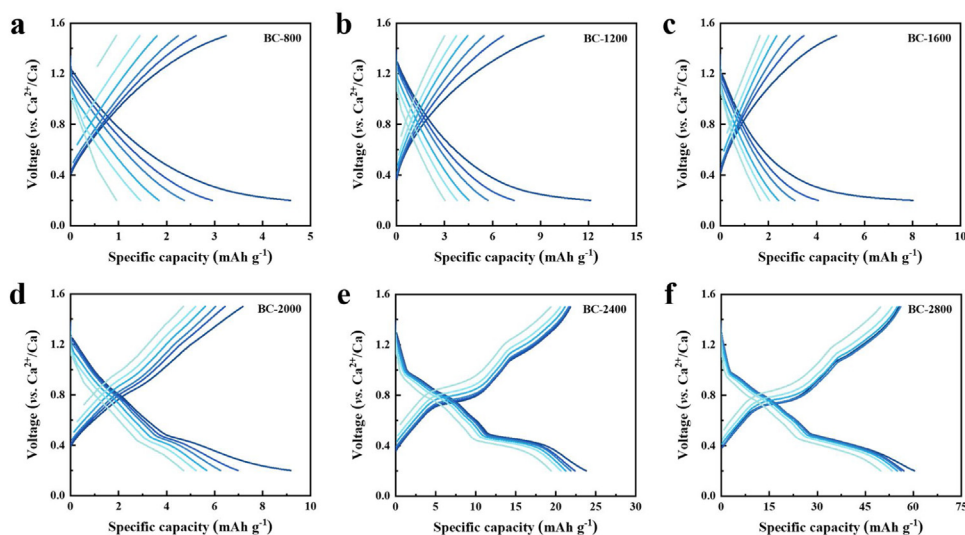 a
BC-800
Voltage (vs. Ca²⁺/Ca)
1.6
1.2
0.8
0.4
0.0
0 1 2 3 4 5
Specific capacity (mAh g⁻¹)
b
BC-1200
Voltage (vs. Ca²⁺/Ca)
1.6
1.2
0.8
0.4
0.0
0 3 6 9 12 15
Specific capacity (mAh g⁻¹)
c
BC-1600
Voltage (vs. Ca²⁺/Ca)
1.6
1.2
0.8
0.4
0.0
0 2 4 6 8 10
Specific capacity (mAh g⁻¹)
d
BC-2000
Voltage (vs. Ca²⁺/Ca)
1.6
1.2
0.8
0.4
0.0
0 2 4 6 8 10
Specific capacity (mAh g⁻¹)
e
BC-2400
Voltage (vs. Ca²⁺/Ca)
1.6
1.2
0.8
0.4
0.0
0 5 10 15 20 25 30
Specific capacity (mAh g⁻¹)
f
BC-2800
Voltage (vs. Ca²⁺/Ca)
1.6
1.2
0.8
0.4
0.0
0 15 30 45 60 75
Specific capacity (mAh g⁻¹)